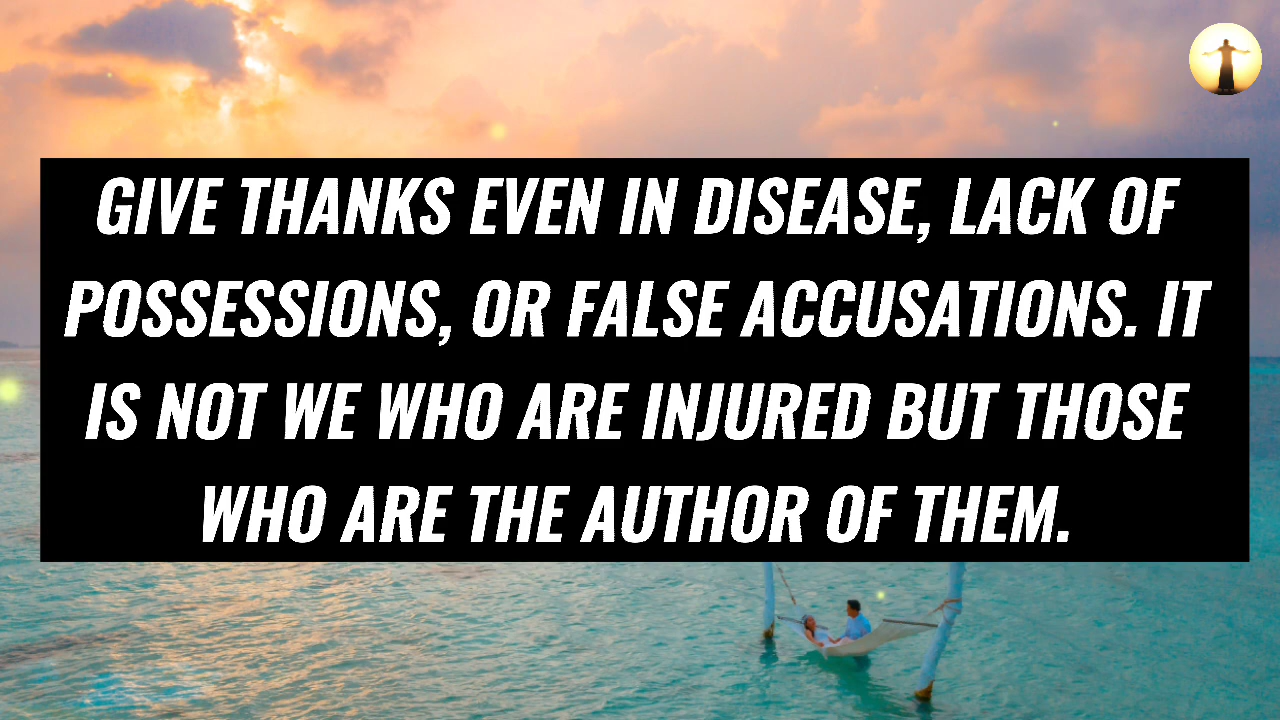 GIVE THANKS EVEN IN DISEASE, LACK OF
POSSESSIONS, OR FALSE ACCUSATIONS. IT
IS NOT WE WHO ARE INJURED BUT THOSE
WHO ARE THE AUTHOR OF THEM.